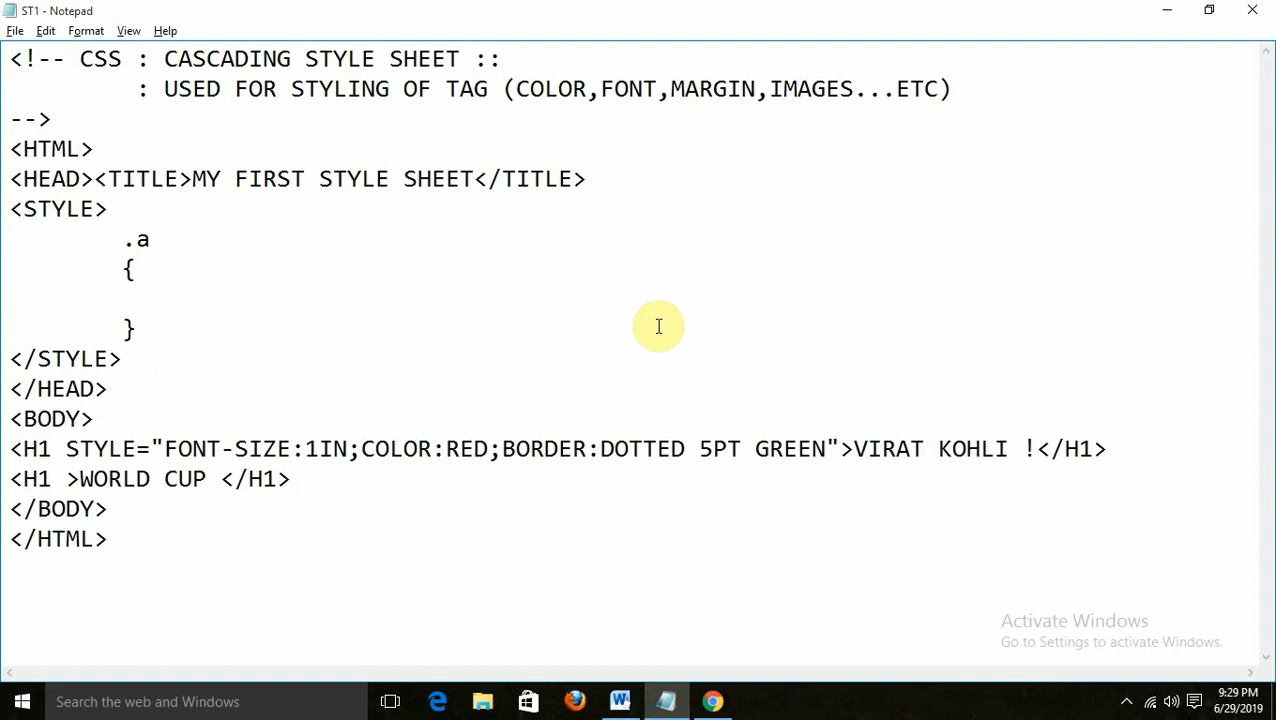 ST1 - Notepad
File Edit Format View Help
<!-- CSS : CASCADING STYLE SHEET ::
: USED FOR STYLING OF TAG (COLOR,FONT,MARGIN,IMAGES...ETC)
-->
<HTML>
<HEAD><TITLE>MY FIRST STYLE SHEET</TITLE>
<STYLE>
.a
{
}
</STYLE>
</HEAD>
<BODY>
<H1 STYLE="FONT-SIZE:1IN;COLOR:RED;BORDER:DOTTED 5PT GREEN">VIRAT KOHLI !</H1>
<H1 >WORLD CUP </H1>
</BODY>
</HTML>
Activate Windows
Go to Settings to activate Windows.
Search the web and Windows
9:29 PM
6/29/2019